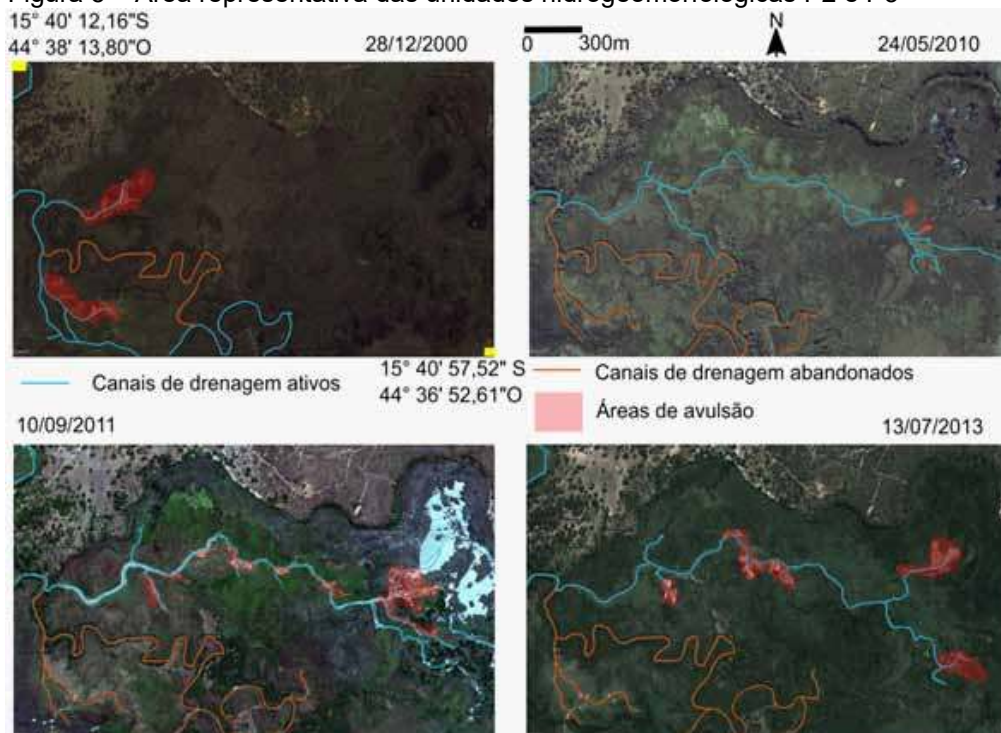 15° 40' 12,16"S
44° 38' 13,80"O
28/12/2000
0 300m
N
24/05/2010
Canais de drenagem ativos
15° 40' 57,52" S
44° 36' 52,61"O
Canais de drenagem abandonados
Áreas de avulsão
10/09/2011
13/07/2013